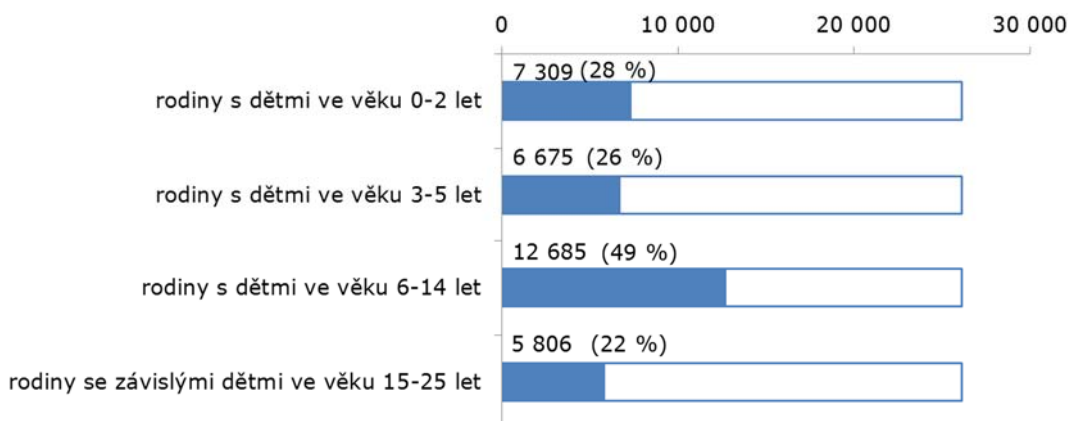 0 10 000 20 000 30 000
7 309 (28 %)
rodiny s dětmi ve věku 0-2 let
6 675 (26 %)
rodiny s dětmi ve věku 3-5 let
12 685 (49 %)
rodiny s dětmi ve věku 6-14 let
5 806 (22 %)
rodiny se závislými dětmi ve věku 15-25 let